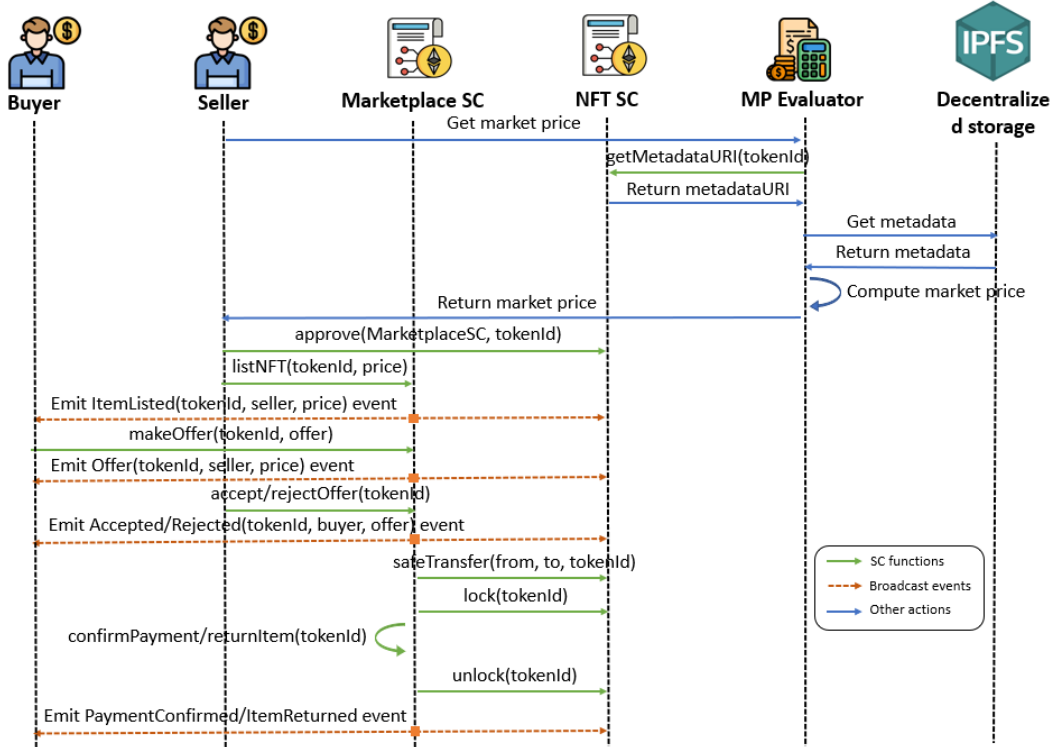 IPFS
Buyer
Seller
Marketplace SC
NFT SC
MP Evaluator
Decentralize
d storage
Get market price
getMetadataURI(tokenId)
Return metadataURI
Get metadata
Return metadata
Compute market price
Return market price
approve(MarketplaceSC, tokenId)
listNFT(tokenId, price)
Emit ItemListed(tokenId, seller, price) event
makeOffer(tokenId, offer)
Emit Offer(tokenId, seller, price) event
accept/rejectOffer(tokenId)
Emit Accepted/Rejected(tokenId, buyer, offer) event
safeTransfer(from, to, tokenId)
lock(tokenId)
confirmPayment/returnItem(tokenId)
unlock(tokenId)
Emit PaymentConfirmed/ItemReturned event
SC functions
Broadcast events
Other actions